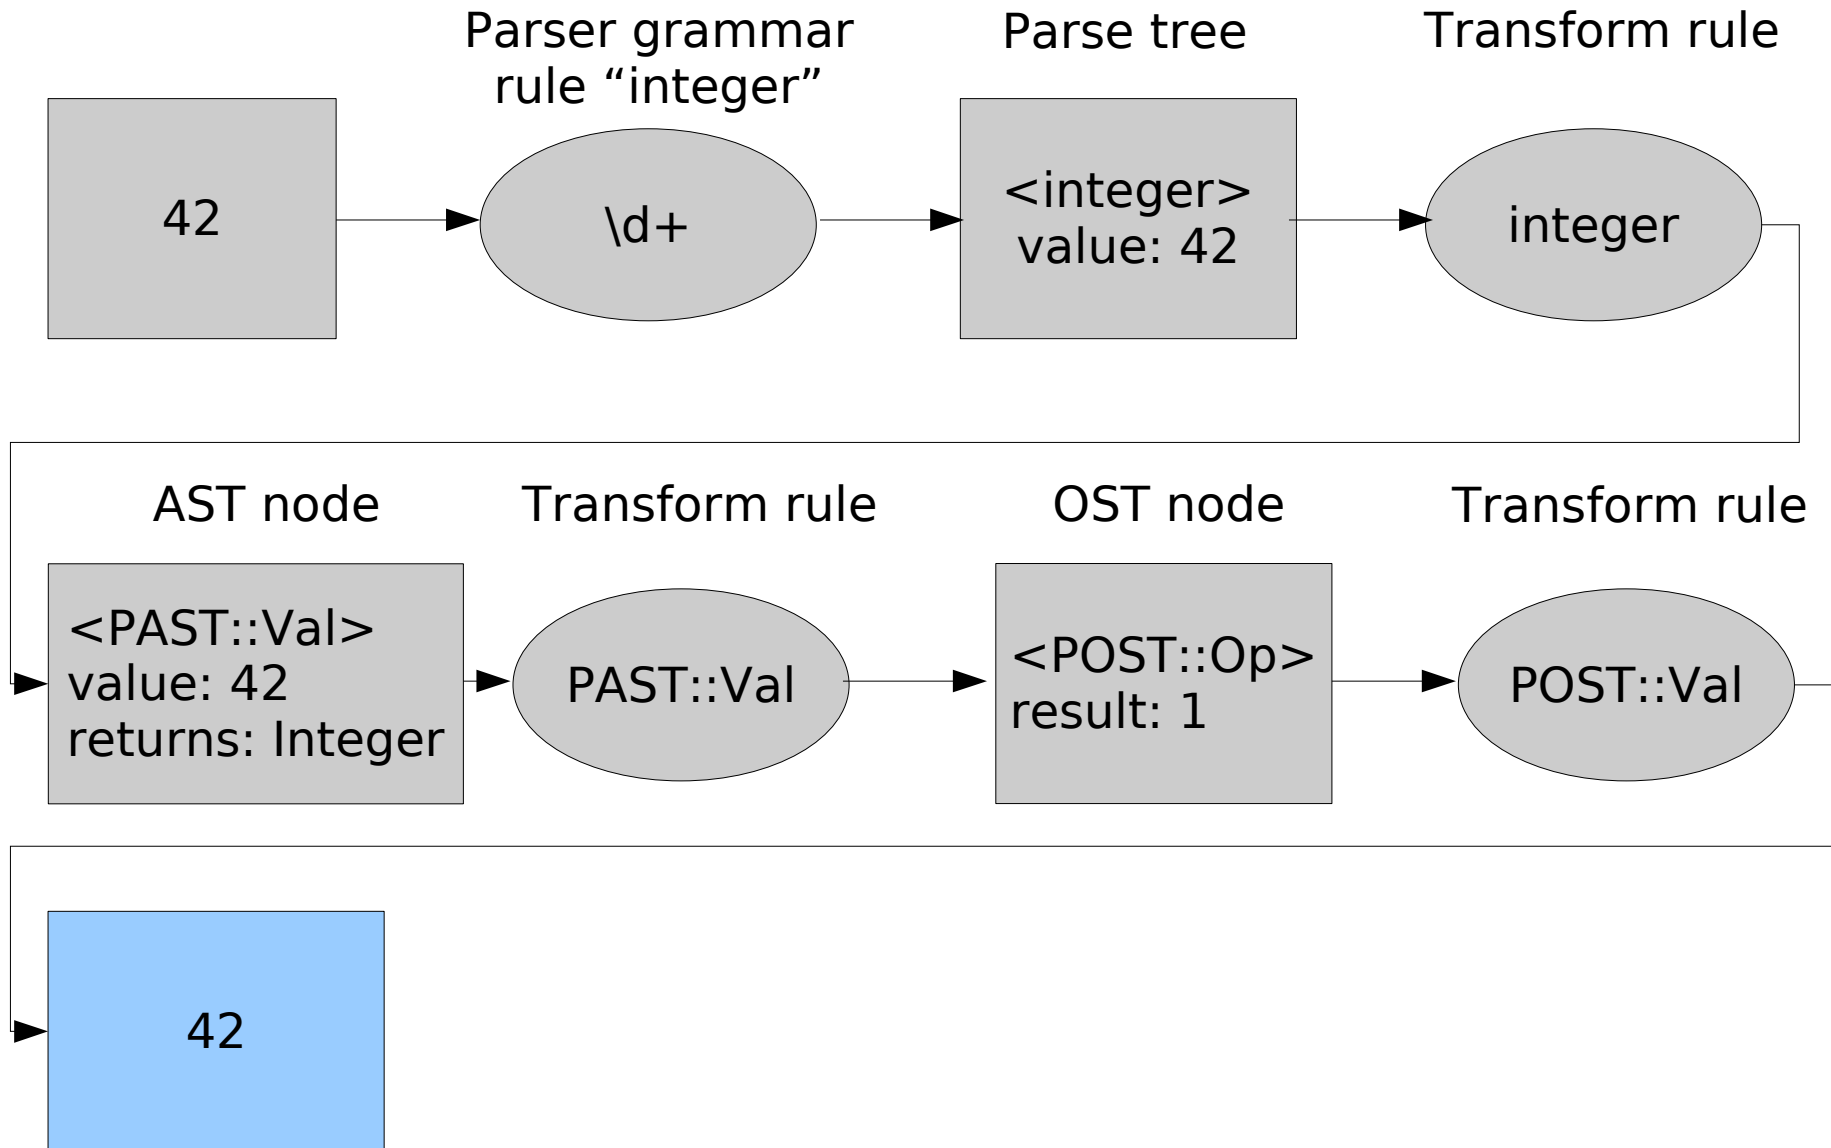 Parser grammar
rule “integer”
Parse tree
Transform rule
42
\d+
<integer>
value: 42
integer
AST node
Transform rule
OST node
Transform rule
<PAST::Val>
value: 42
returns: Integer
PAST::Val
<POST::Op>
result: 1
POST::Val
42